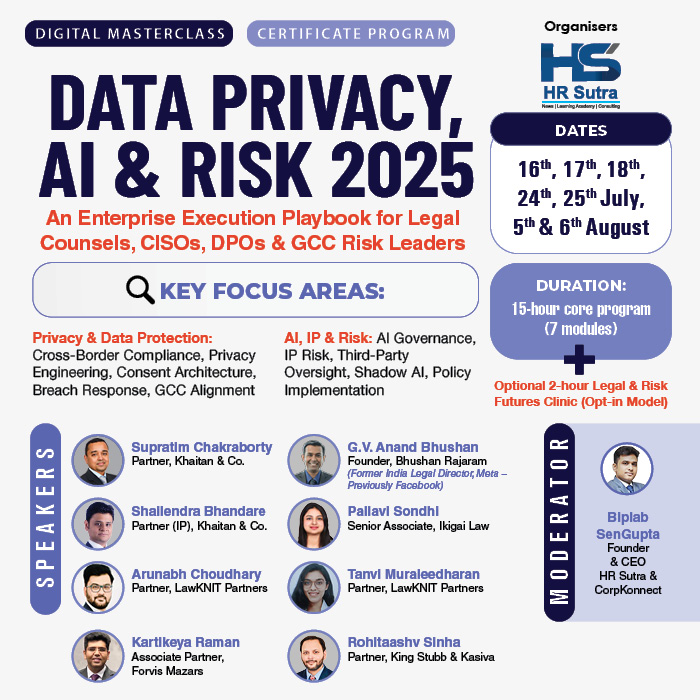 DIGITAL MASTERCLASS
CERTIFICATE PROGRAM
DATA PRIVACY,
AI & RISK 2025
An Enterprise Execution Playbook for Legal
Counsels, CISOs, DPOs & GCC Risk Leaders
Organisers
HS
HR Sutra
News | Learning Academy | Consulting
DATES
16th, 17th, 18th,
24th, 25th July,
5th & 6th August
KEY FOCUS AREAS:
DURATION:
15-hour core program
(7 modules)
+
Optional 2-hour Legal & Risk
Futures Clinic (Opt-in Model)
Privacy & Data Protection:
Cross-Border Compliance, Privacy
Engineering, Consent Architecture,
Breach Response, GCC Alignment
AI, IP & Risk: AI Governance,
IP Risk, Third-Party
Oversight, Shadow AI, Policy
Implementation
SPEAKERS
Supratim Chakraborty
Partner, Khaitan & Co.
G.V. Anand Bhushan
Founder, Bhushan Rajaram
(Former India Legal Director, Meta –
Previously Facebook)
Shailendra Bhandare
Partner (IP), Khaitan & Co.
Pallavi Sondhi
Senior Associate, Ikigai Law
Arunabh Choudhary
Partner, LawKNIT Partners
Tanvi Muraleedharan
Partner, LawKNIT Partners
Kartikeya Raman
Associate Partner,
Forvis Mazars
Rohitaashv Sinha
Partner, King Stubb & Kasiva
MODERATOR
Biplab
SenGupta
Founder
& CEO
HR Sutra &
CorpKonnect